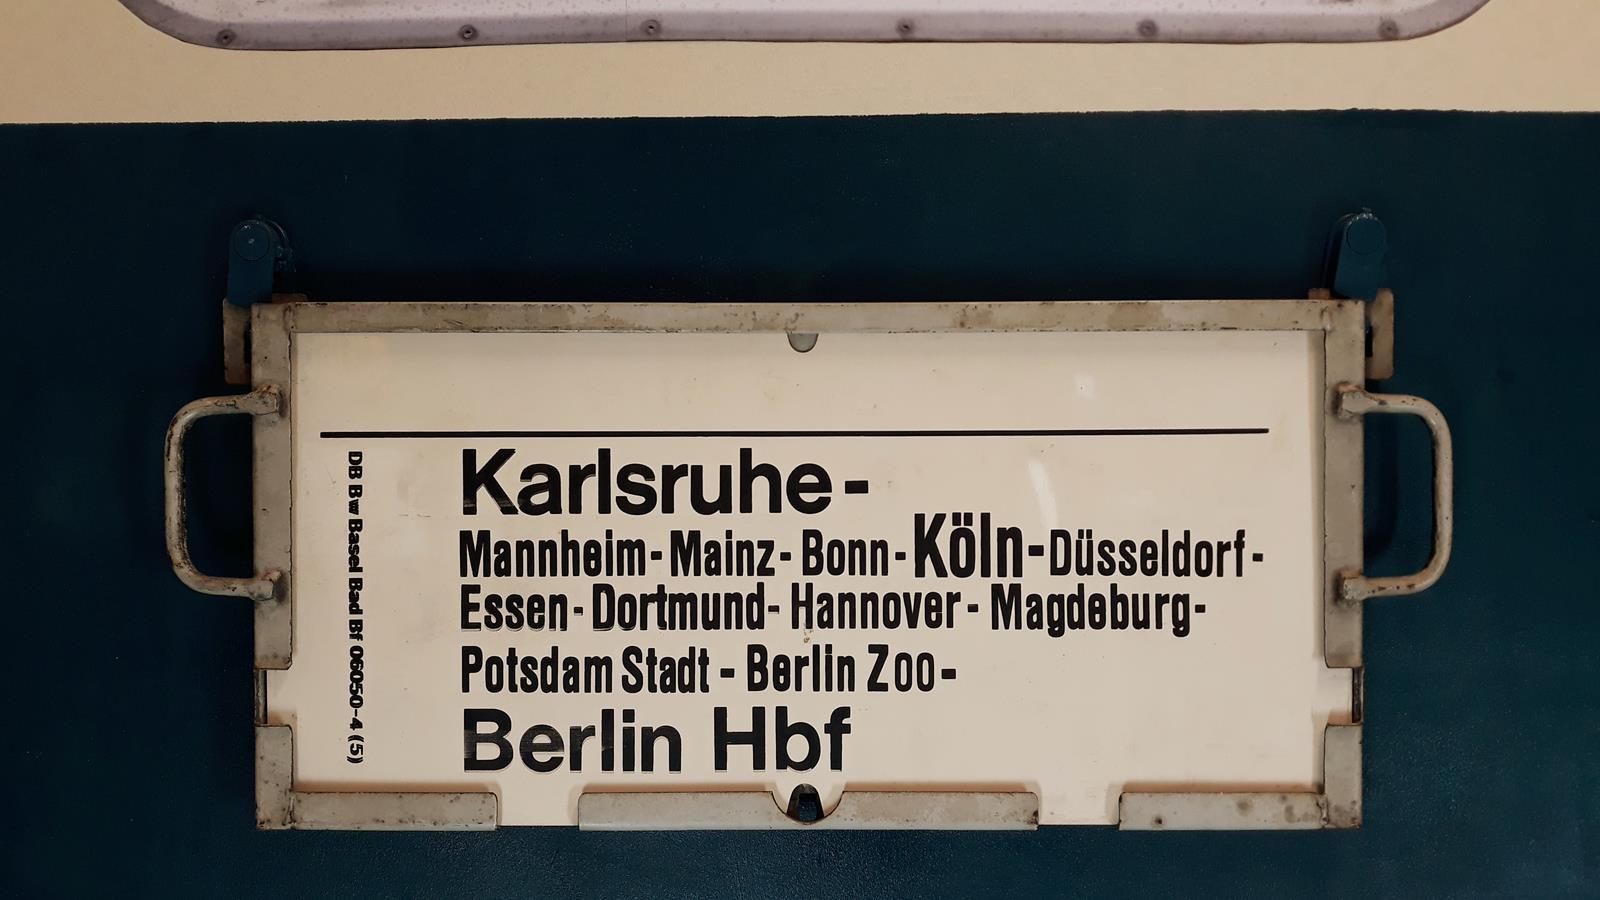 Karlsruhe-
Mannheim- Mainz- Bonn- Köln- Düsseldorf-
Essen- Dortmund- Hannover- Magdeburg-
Potsdam Stadt - Berlin Zoo-
Berlin Hbf
DB Bw Basel Bad Bf 06050-4 (5)